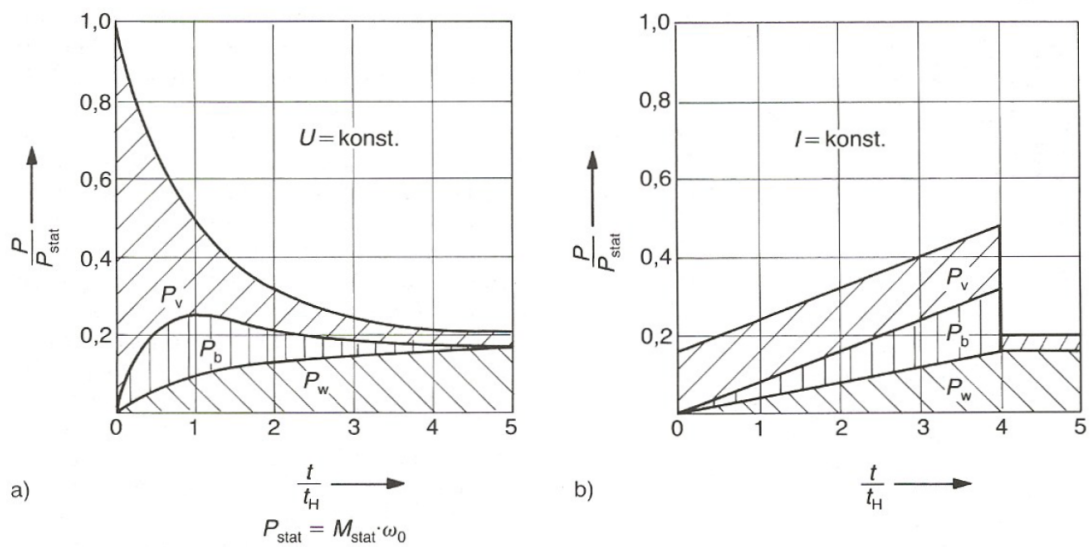 1,0
0,8
0,6
0,4
0,2
0
P
P_stat
U = konst.
P_v
P_b
P_w
0 1 2 3 4 5
t
t_H
a)
P_stat = M_stat·ω_0
1,0
0,8
0,6
0,4
0,2
0
P
P_stat
I = konst.
P_v
P_b
P_w
0 1 2 3 4 5
t
t_H
b)